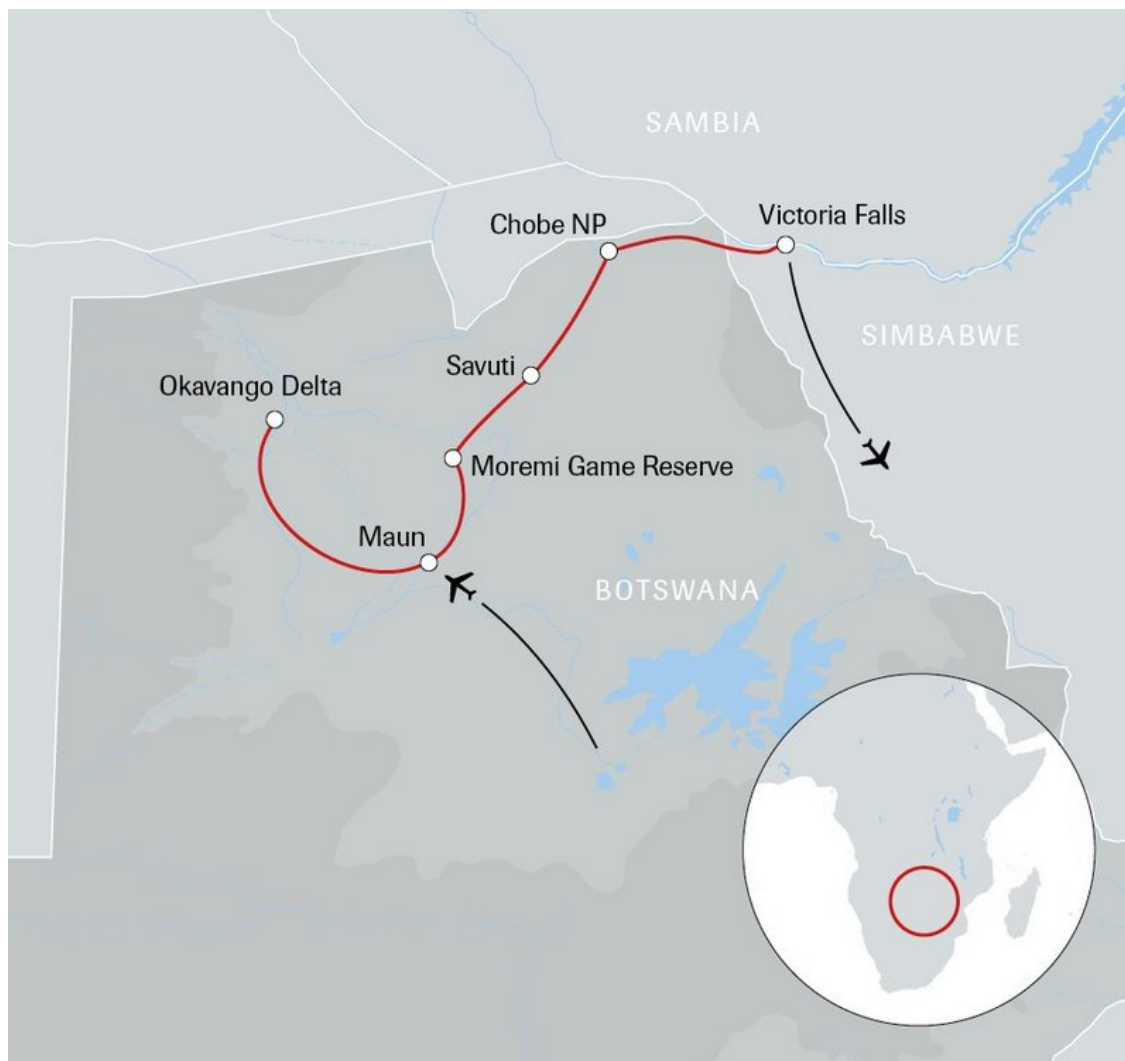 SAMBIA
Chobe NP
Victoria Falls
SIMBABWE
Savuti
Okavango Delta
Moremi Game Reserve
Maun
BOTSWANA